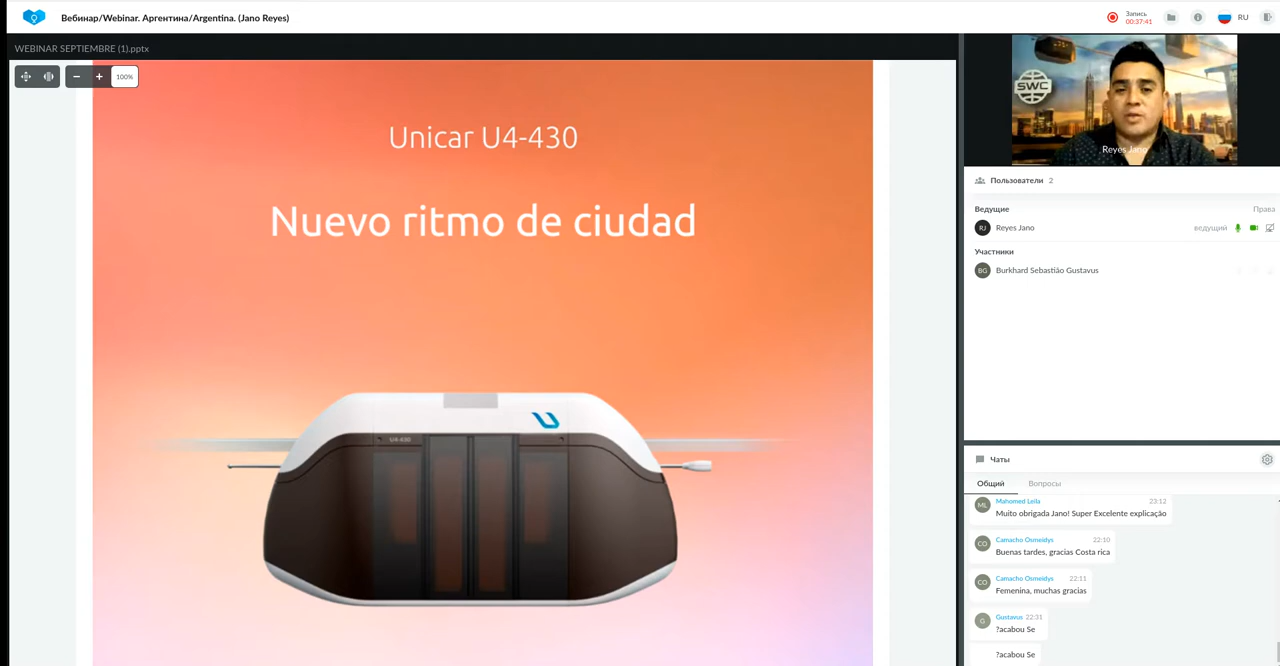 Вебинар/Webinar. Аргентина/Argentina. (Jano Reyes)
Запись
00:37:41
RU
WEBINAR SEPTIEMBRE (1).pptx
100%
Unicar U4-430
Nuevo ritmo de ciudad
U4-430
SWC
Reyes Jano
Пользователи 2
Ведущие Права
RJ Reyes Jano ведущий
Участники
BG Burkhard Sebastião Gustavus
Чаты
Общий Вопросы
ML Mahomed Leila 23:12
Muito obrigada Jano! Super Excelente explicação
CO Camacho Osmeidys 22:10
Buenas tardes, gracias Costa rica
CO Camacho Osmeidys 22:11
Femenina, muchas gracias
G Gustavus 22:31
?acabou Se
?acabou Se